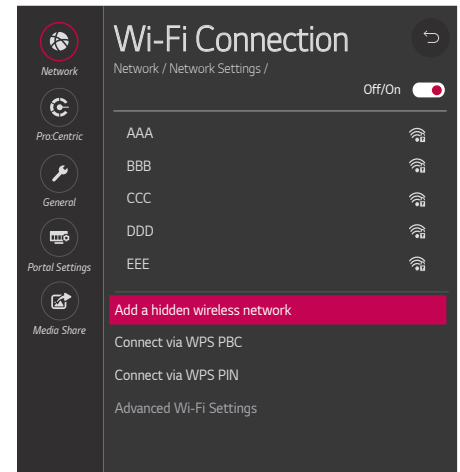 Wi-Fi Connection
Network / Network Settings /
Off/On
Network
Pro:Centric
General
Portal Settings
Media Share
AAA
BBB
CCC
DDD
EEE
Add a hidden wireless network
Connect via WPS PBC
Connect via WPS PIN
Advanced Wi-Fi Settings